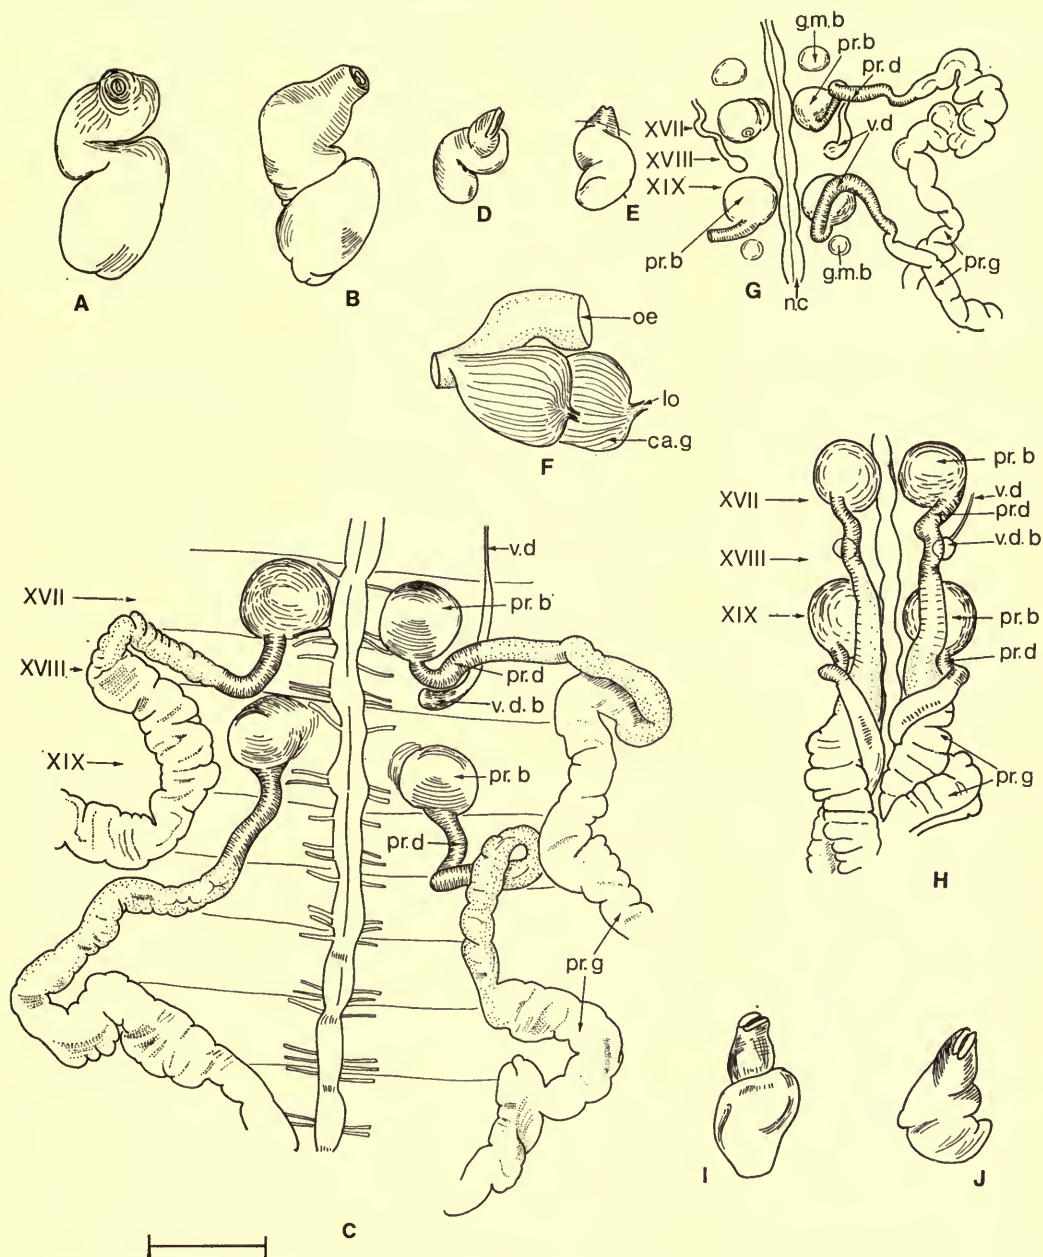 g.m.b
pr.b
pr.d
v.d
XVII
XVIII
XIX
pr.b
g.m.b
pr.g
n.c
A
B
D
E
G
oe
lo
ca.g
F
pr.b
v.d
pr.d
v.d.b
XVII
XVIII
XIX
pr.b
pr.d
pr.g
H
v.d
pr.b
XVII
XVIII
pr.d
v.d.b
XIX
pr.b
pr.d
pr.g
I
J
C